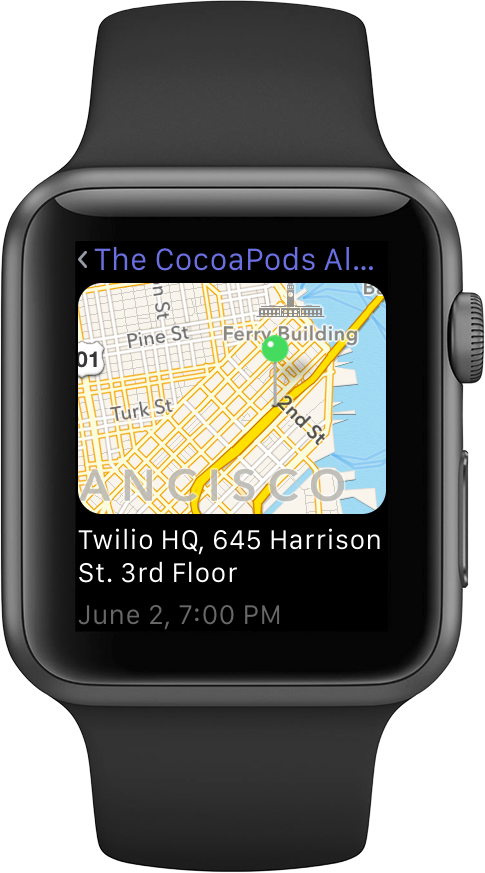 The CocoaPods Al...
n St
B
Pine St
Ferry Building
01
Turk St
2nd St
ANCISCO
Twilio HQ, 645 Harrison
St. 3rd Floor
June 2, 7:00 PM